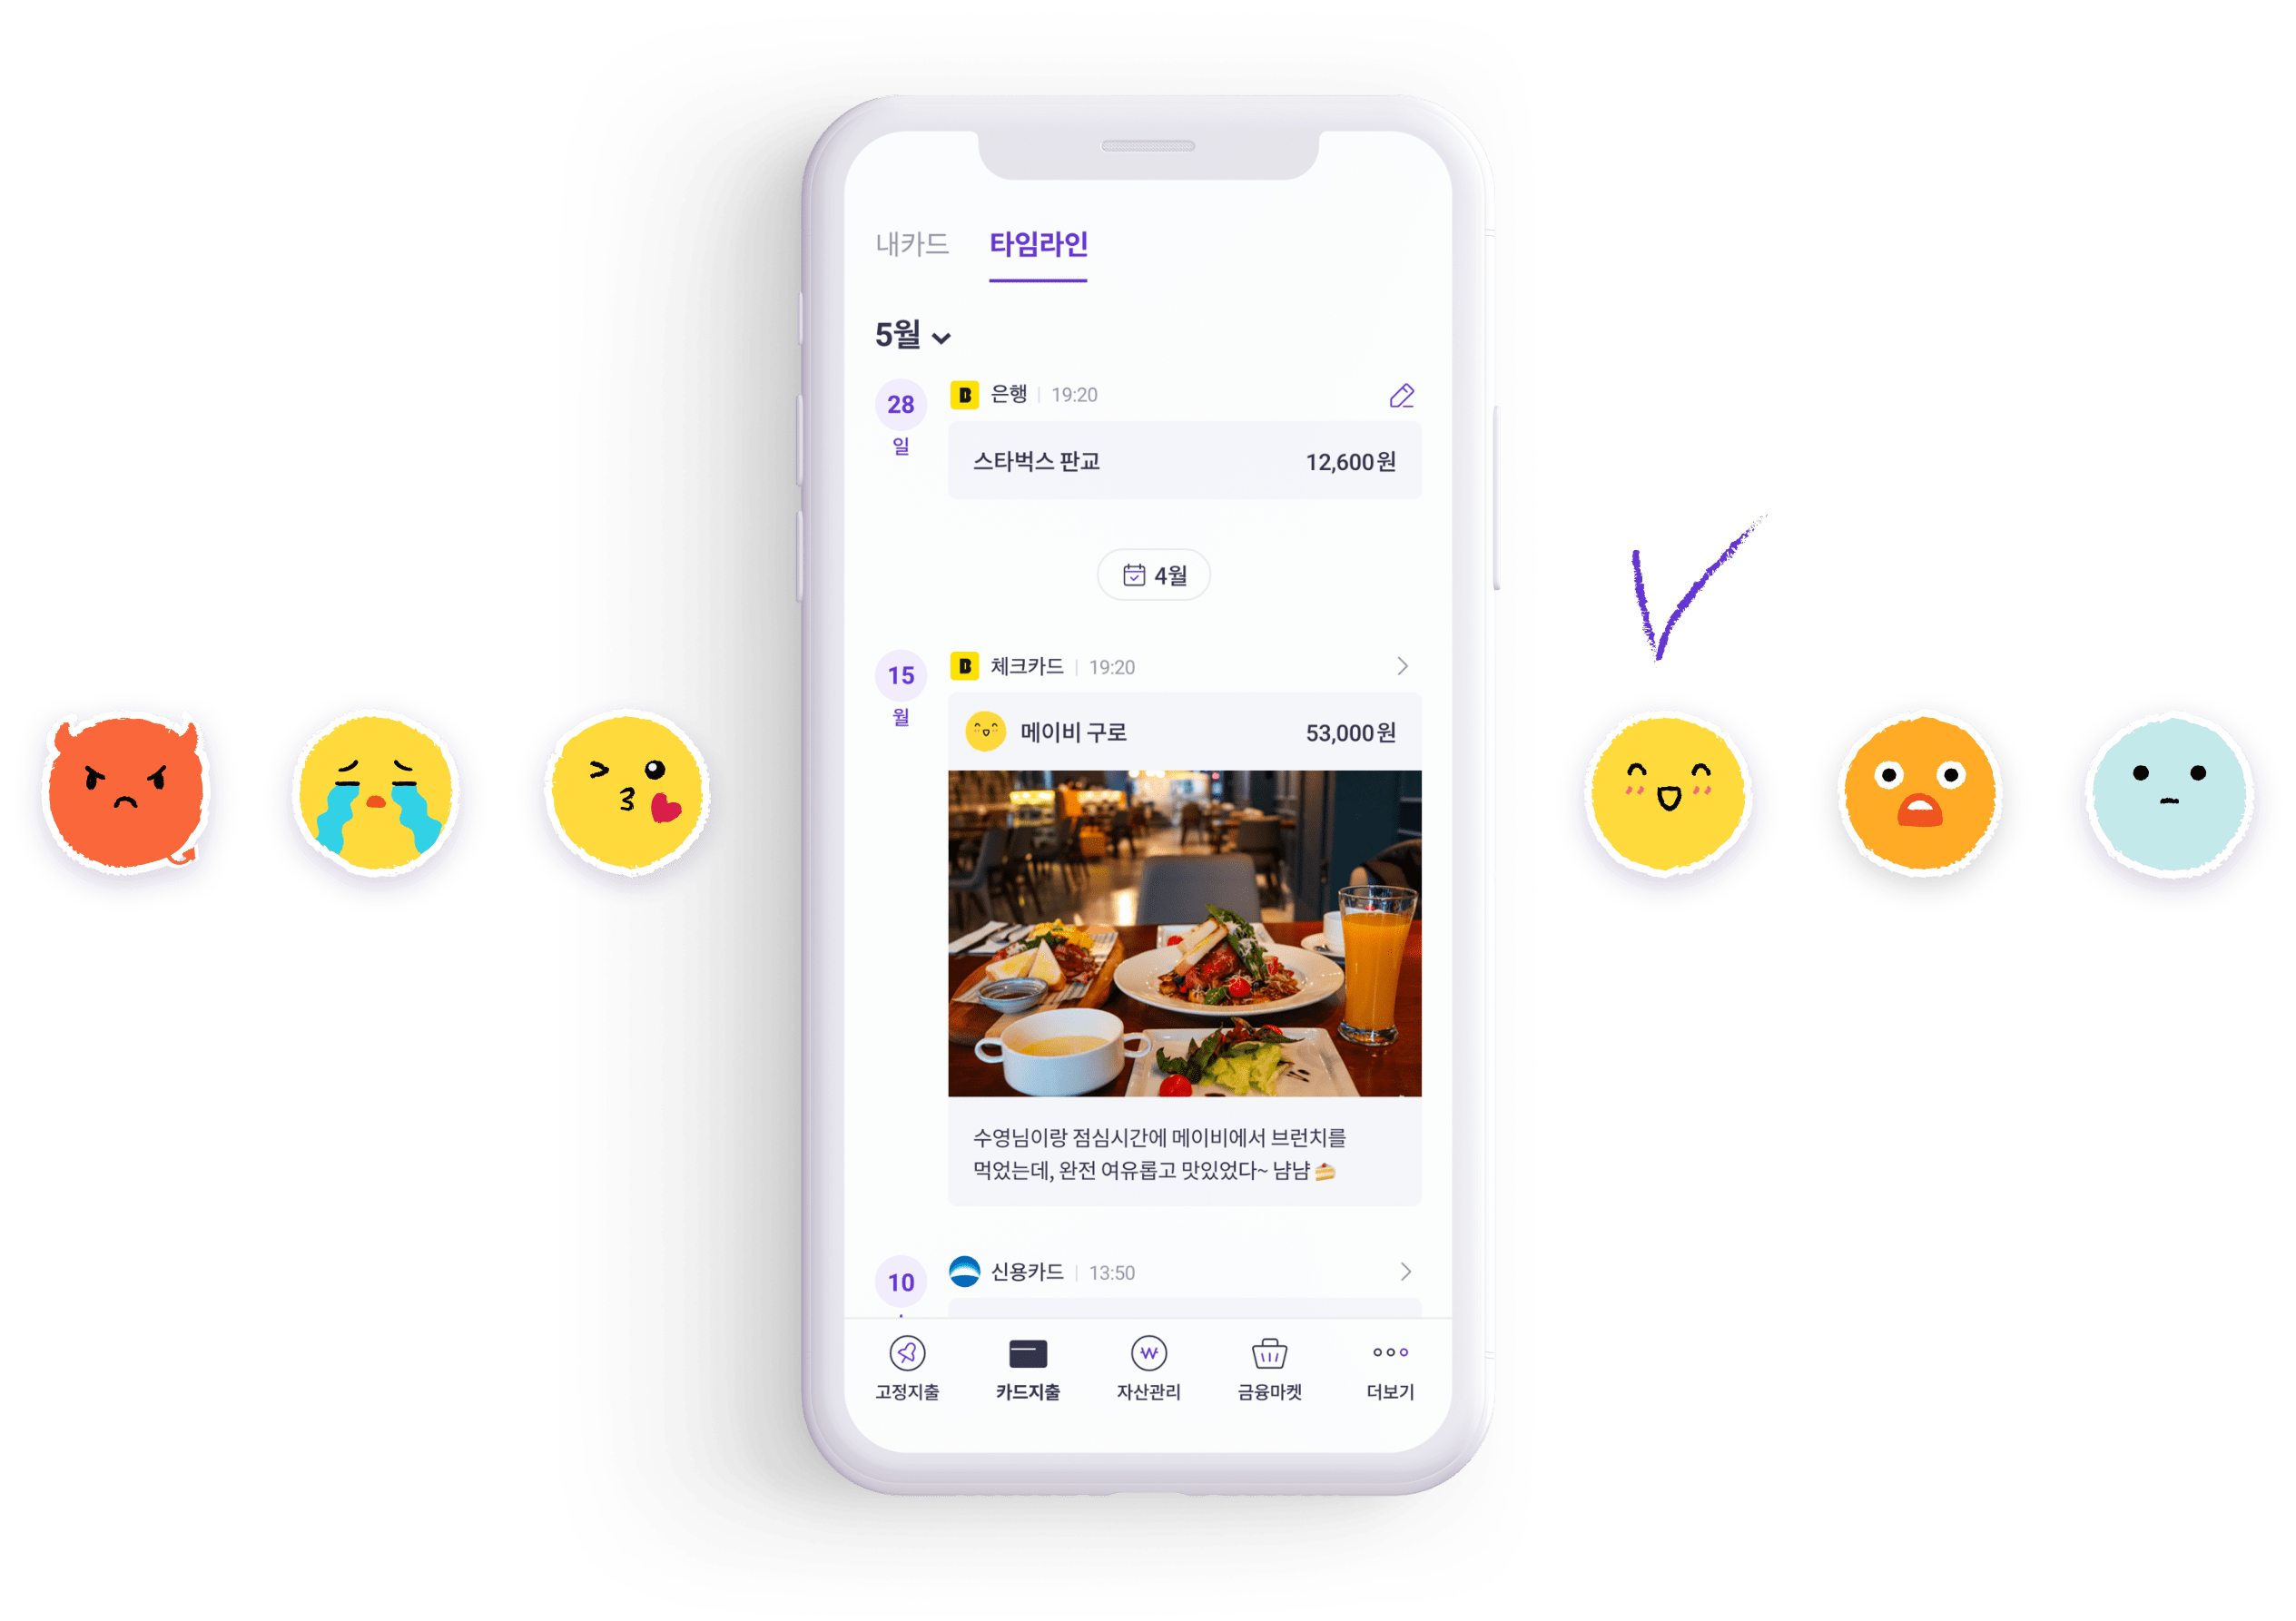 내카드 타임라인
5월
28 은행 | 19:20
일
스타벅스 판교 12,600원
4월
15 체크카드 | 19:20
월
메이비 구로 53,000원
수영님이랑 점심시간에 메이비에서 브런치를
먹었는데, 완전 여유롭고 맛있었다~ 냠냠 🍰
10 신용카드 | 13:50
고정지출 카드지출 자산관리 금융마켓 더보기